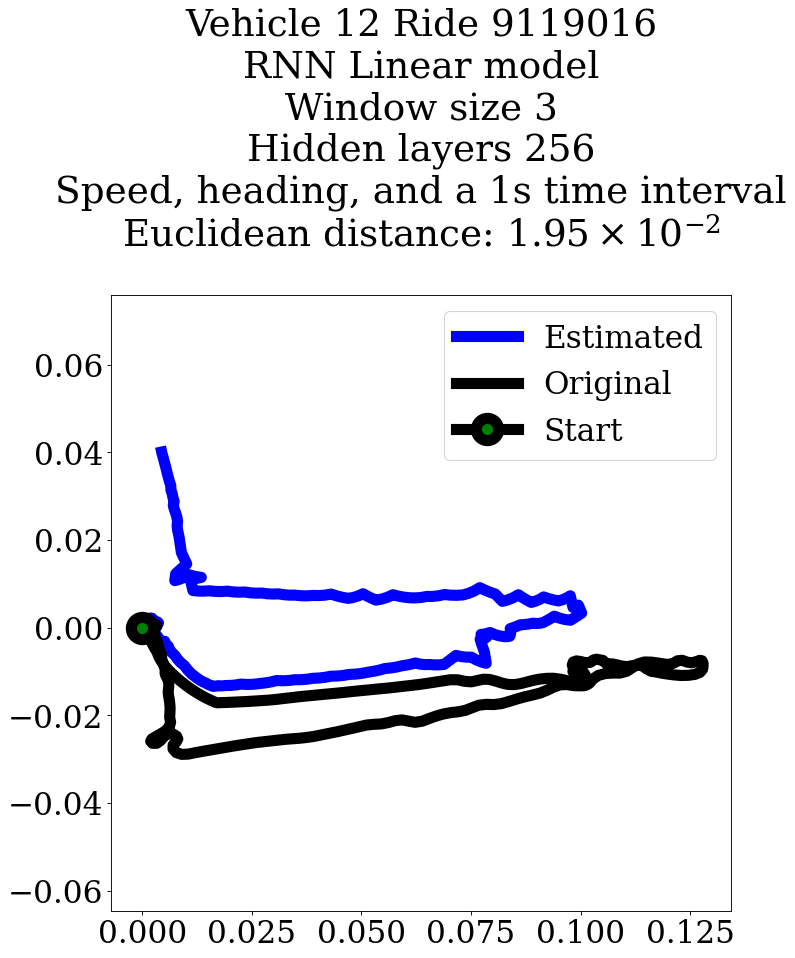 Vehicle 12 Ride 9119016
RNN Linear model
Window size 3
Hidden layers 256
Speed, heading, and a 1s time interval
Euclidean distance: 1.95 × 10⁻²
Estimated
Original
Start
0.06
0.04
0.02
0.00
−0.02
−0.04
−0.06
0.000 0.025 0.050 0.075 0.100 0.125